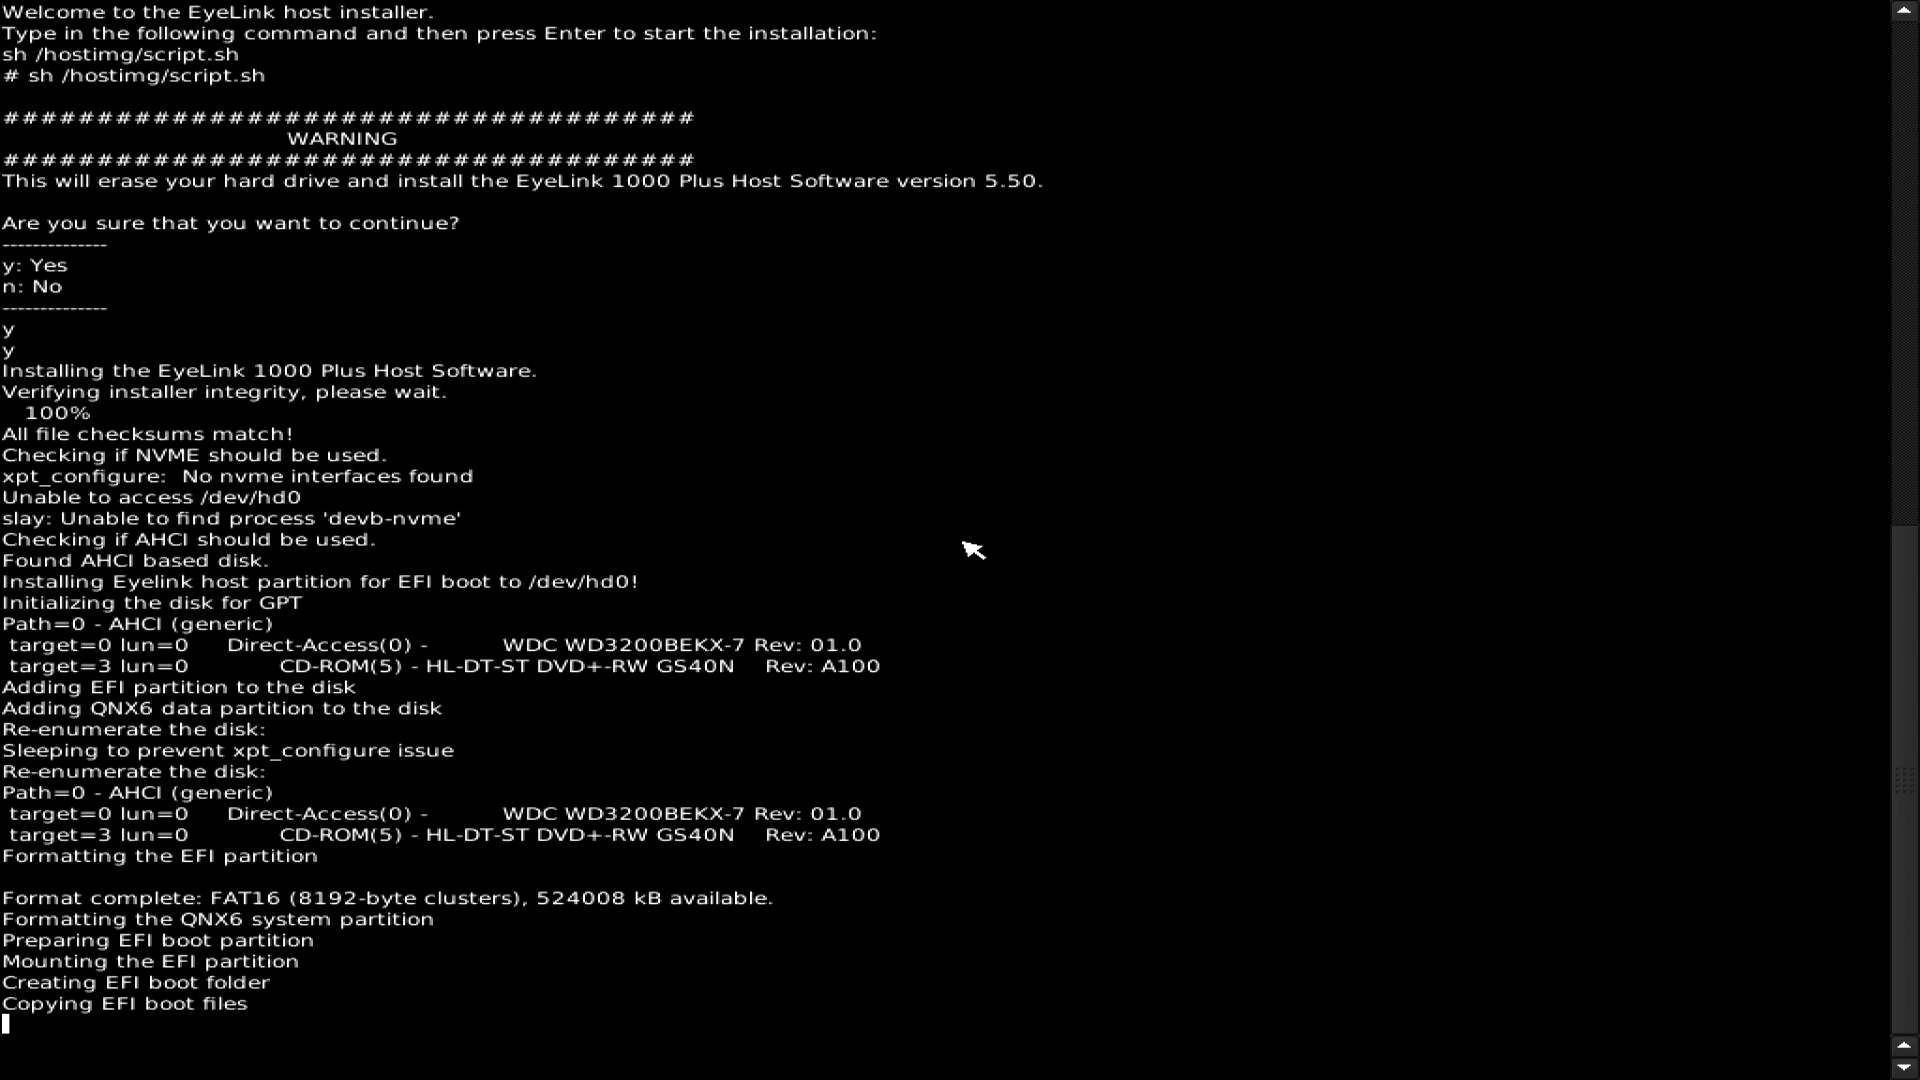 Welcome to the EyeLink host installer.
Type in the following command and then press Enter to start the installation:
sh /hostimg/script.sh
# sh /hostimg/script.sh
#####################################
WARNING
#####################################
This will erase your hard drive and install the EyeLink 1000 Plus Host Software version 5.50.
Are you sure that you want to continue?
--------------
y: Yes
n: No
--------------
y
y
Installing the EyeLink 1000 Plus Host Software.
Verifying installer integrity, please wait.
100%
All file checksums match!
Checking if NVME should be used.
xpt_configure:  No nvme interfaces found
Unable to access /dev/hd0
slay: Unable to find process 'devb-nvme'
Checking if AHCI should be used.
Found AHCI based disk.
Installing Eyelink host partition for EFI boot to /dev/hd0!
Initializing the disk for GPT
Path=0 - AHCI (generic)
target=0 lun=0     Direct-Access(0) -          WDC WD3200BEKX-7 Rev: 01.0
target=3 lun=0            CD-ROM(5) - HL-DT-ST DVD+-RW GS40N    Rev: A100
Adding EFI partition to the disk
Adding QNX6 data partition to the disk
Re-enumerate the disk:
Sleeping to prevent xpt_configure issue
Re-enumerate the disk:
Path=0 - AHCI (generic)
target=0 lun=0     Direct-Access(0) -          WDC WD3200BEKX-7 Rev: 01.0
target=3 lun=0            CD-ROM(5) - HL-DT-ST DVD+-RW GS40N    Rev: A100
Formatting the EFI partition
Format complete: FAT16 (8192-byte clusters), 524008 kB available.
Formatting the QNX6 system partition
Preparing EFI boot partition
Mounting the EFI partition
Creating EFI boot folder
Copying EFI boot files